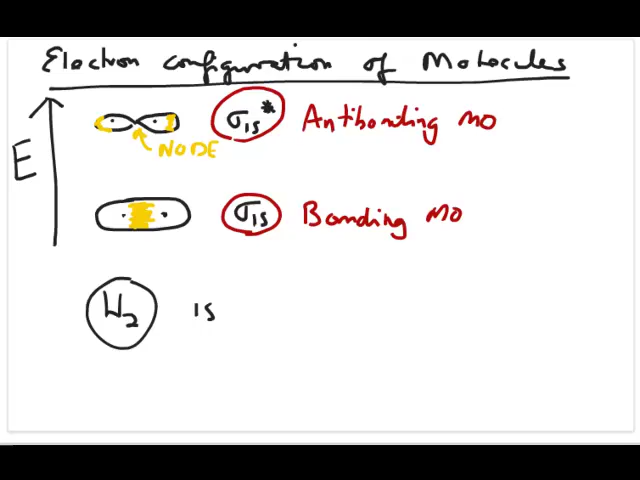 Electron configuration of Molecules
E
σ1s* Antibonding MO
NODE
σ1s Bonding MO
H2 1s